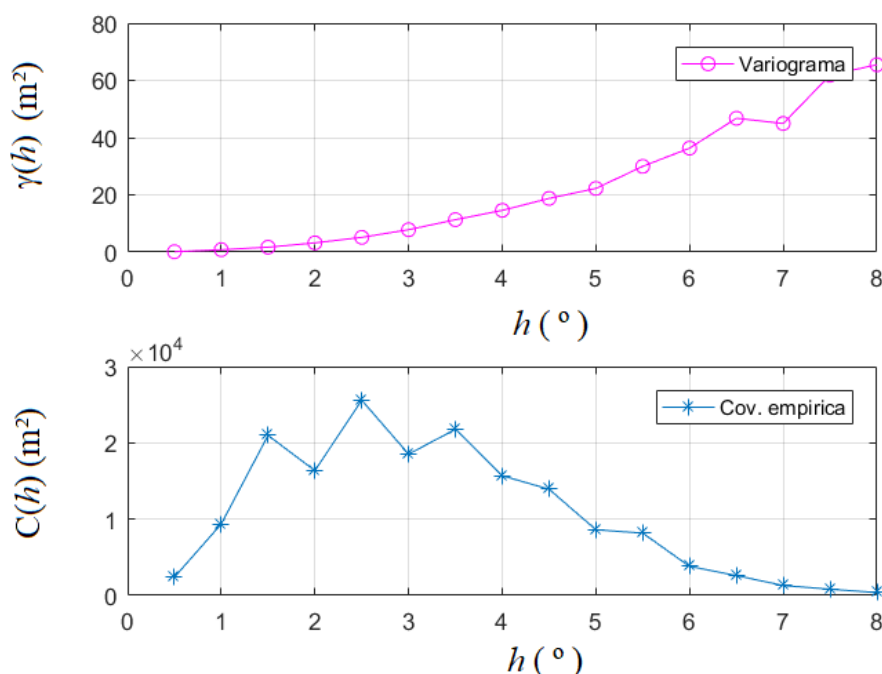 80
60
40
20
0
γ(h) (m²)
Variograma
0 1 2 3 4 5 6 7 8
h ( º )
×10⁴
3
2
1
0
C(h) (m²)
Cov. empirica
0 1 2 3 4 5 6 7 8
h ( º )